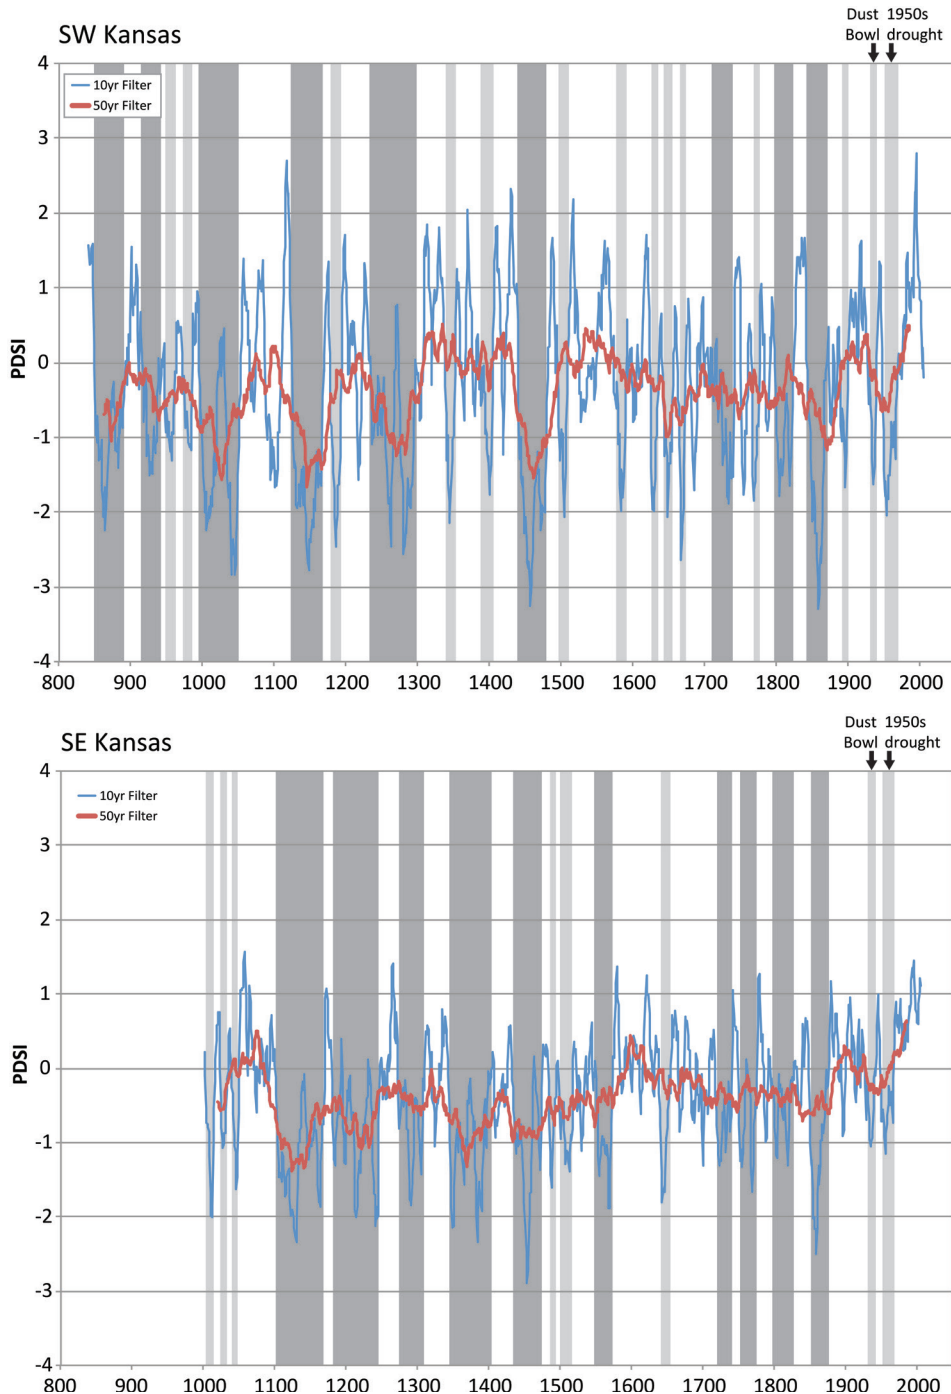 SW Kansas
Dust 1950s
Bowl drought
4
10yr Filter
50yr Filter
3
2
1
0
PDSI
-1
-2
-3
-4
800 900 1000 1100 1200 1300 1400 1500 1600 1700 1800 1900 2000
SE Kansas
Dust 1950s
Bowl drought
4
10yr Filter
50yr Filter
3
2
1
0
PDSI
-1
-2
-3
-4
800 900 1000 1100 1200 1300 1400 1500 1600 1700 1800 1900 2000